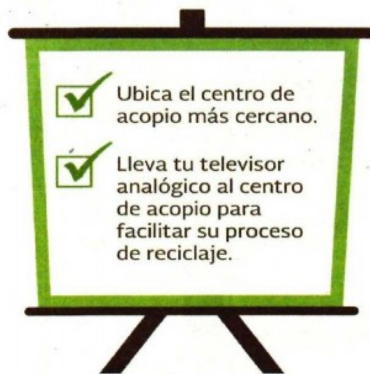 Ubica el centro de
acopio más cercano.
Lleva tu televisor
analógico al centro
de acopio para
facilitar su proceso
de reciclaje.